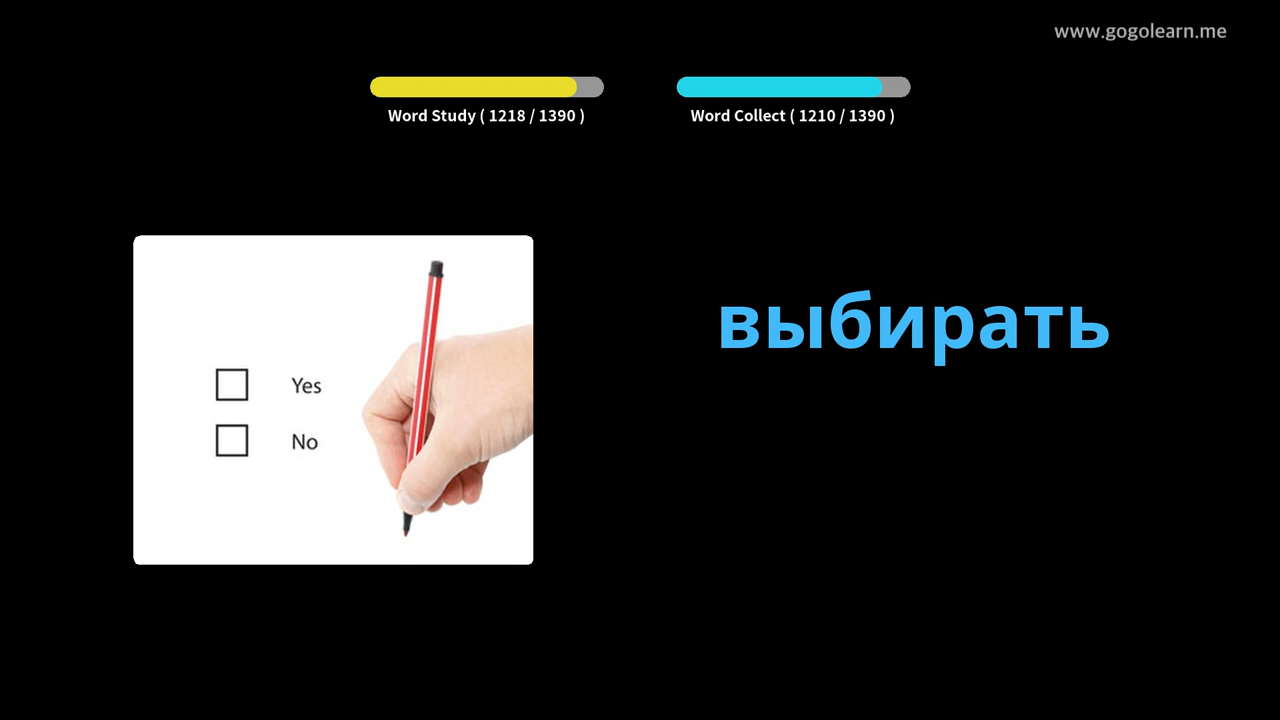 www.gogolearn.me
Word Study ( 1218 / 1390 )
Word Collect ( 1210 / 1390 )
выбирать
Yes
No